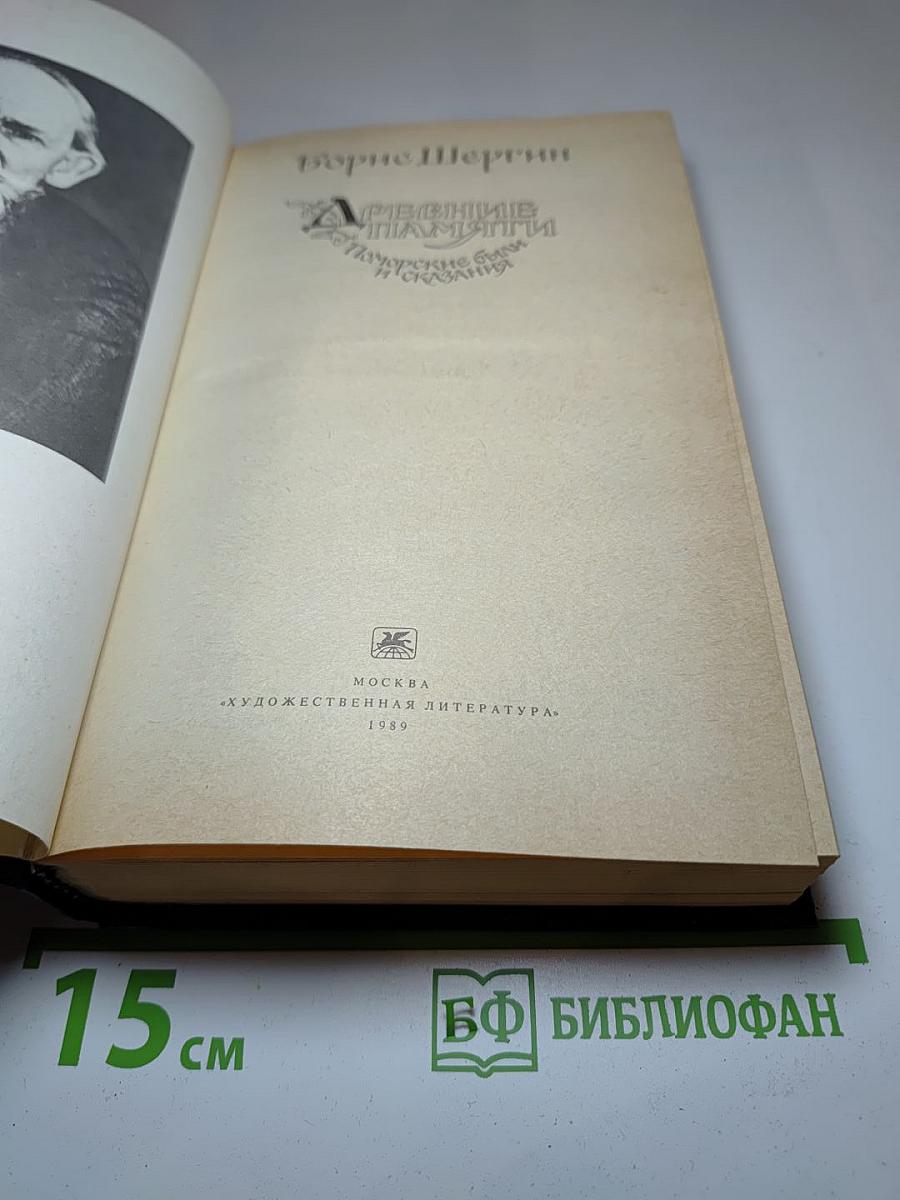 Борис Шергин
ДРЕВНИЕ
ПАМЯТИ
Поморские были
и сказания
МОСКВА
«ХУДОЖЕСТВЕННАЯ ЛИТЕРАТУРА»
1989
15 см
БФ БИБЛИОФАН